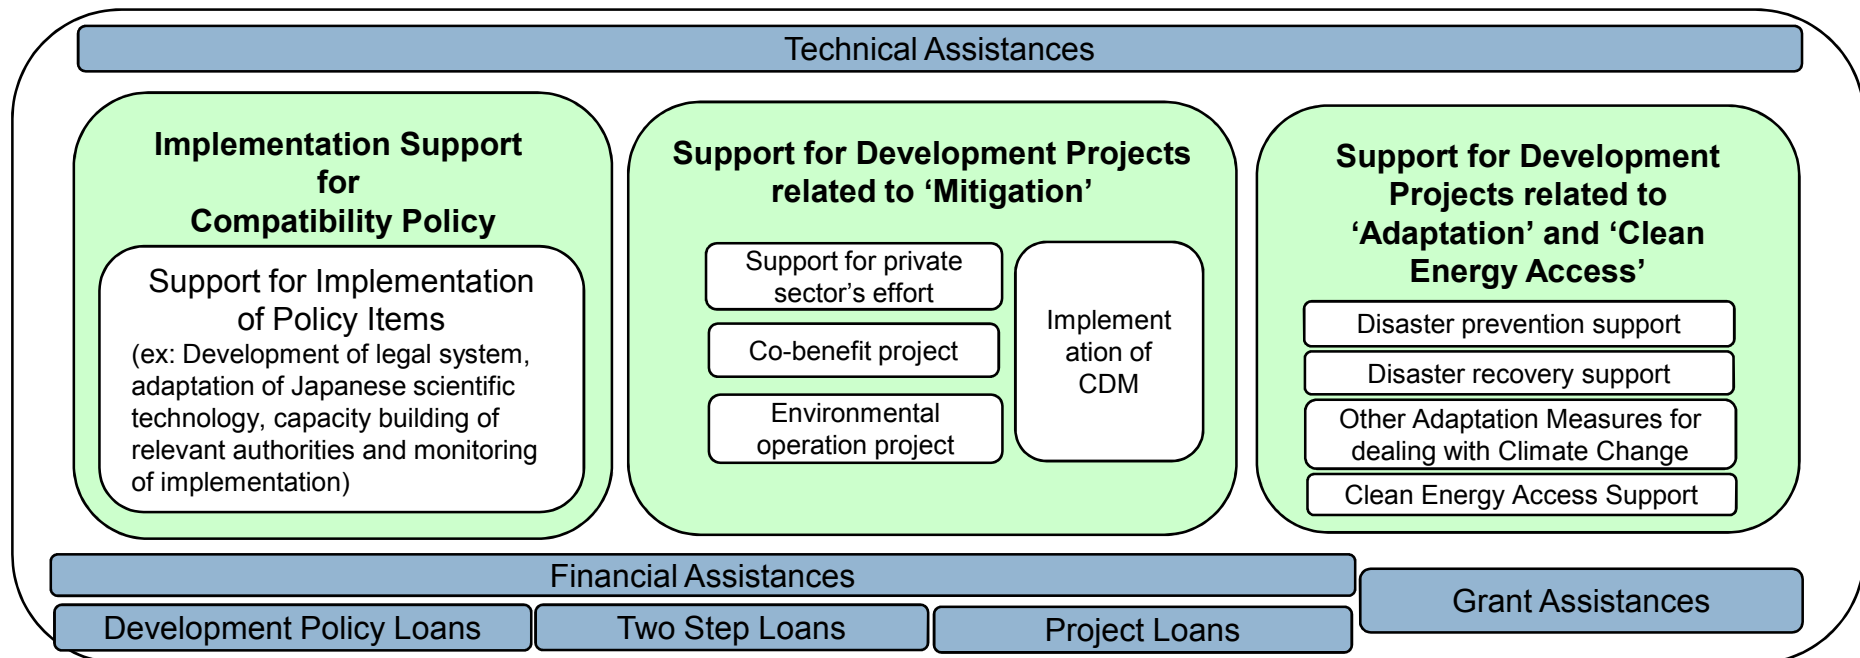 Technical Assistances
Implementation Support
for
Compatibility Policy
Support for Implementation
of Policy Items
(ex: Development of legal system,
adaptation of Japanese scientific
technology, capacity building of
relevant authorities and monitoring
of implementation)
Support for Development Projects
related to ‘Mitigation’
Support for private
sector’s effort
Co-benefit project
Environmental
operation project
Implement
ation of
CDM
Support for Development
Projects related to
‘Adaptation’ and ‘Clean
Energy Access’
Disaster prevention support
Disaster recovery support
Other Adaptation Measures for
dealing with Climate Change
Clean Energy Access Support
Financial Assistances
Grant Assistances
Development Policy Loans
Two Step Loans
Project Loans